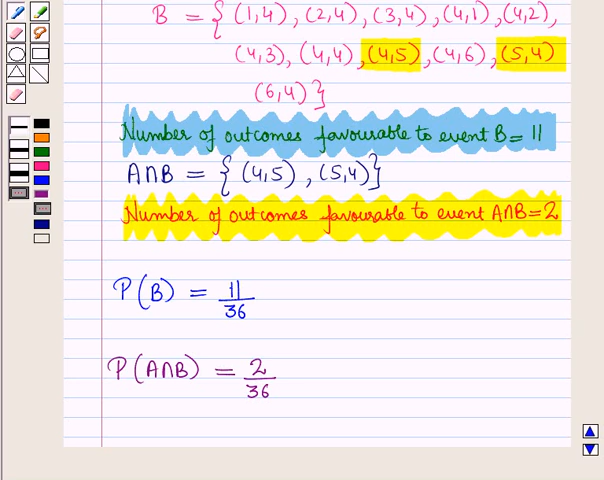 B = { (1,4), (2,4), (3,4), (4,1), (4,2),
(4,3), (4,4), (4,5), (4,6), (5,4)
(6,4)}
Number of outcomes favourable to event B= 11
A∩B = { (4,5) , (5,4)}
Number of outcomes favourable to event A∩B=2
P(B) = 11/36
P(A∩B) = 2/36